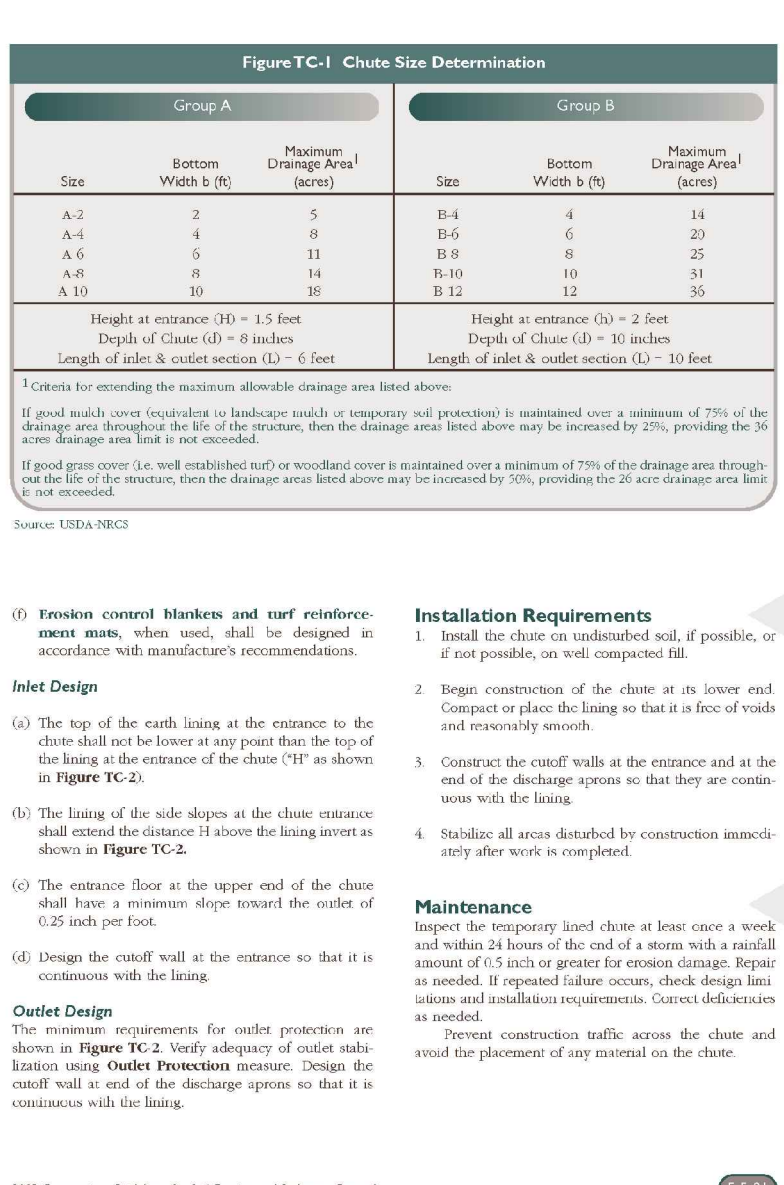 Figure TC-1 Chute Size Determination
Group A
Size Bottom Width b (ft) Maximum Drainage Area1 (acres)
A-2 2 5
A-4 4 8
A 6 6 11
A-8 8 14
A 10 10 18
Height at entrance (H) = 1.5 feet
Depth of Chute (d) = 8 inches
Length of inlet & outlet section (L) - 6 feet
Group B
Size Bottom Width b (ft) Maximum Drainage Area1 (acres)
B-4 4 14
B-6 6 20
B 8 8 25
B-10 10 31
B 12 12 36
Height at entrance (h) = 2 feet
Depth of Chute (d) = 10 inches
Length of inlet & outlet section (L) - 10 feet
1 Criteria for extending the maximum allowable drainage area listed above:
If good mulch cover (equivalent to landscape mulch or temporary soil protection) is maintained over a minimum of 75% of the
drainage area throughout the life of the structure, then the drainage areas listed above may be increased by 25%, providing the 36
acres drainage area limit is not exceeded.
If good grass cover (i.e. well established turf) or woodland cover is maintained over a minimum of 75% of the drainage area through-
out the life of the structure, then the drainage areas listed above may be increased by 50%, providing the 26 acre drainage area limit
is not exceeded.
Source: USDA-NRCS
(f) Erosion control blankets and turf reinforce-
ment mats, when used, shall be designed in
accordance with manufacture's recommendations.
Inlet Design
(a) The top of the earth lining at the entrance to the
chute shall not be lower at any point than the top of
the lining at the entrance of the chute ("H" as shown
in Figure TC-2).
(b) The lining of the side slopes at the chute entrance
shall extend the distance H above the lining invert as
shown in Figure TC-2.
(c) The entrance floor at the upper end of the chute
shall have a minimum slope toward the outlet of
0.25 inch per foot.
(d) Design the cutoff wall at the entrance so that it is
continuous with the lining.
Outlet Design
The minimum requirements for outlet protection are
shown in Figure TC-2. Verify adequacy of outlet stabi-
lization using Outlet Protection measure. Design the
cutoff wall at end of the discharge aprons so that it is
continuous with the lining.
Installation Requirements
1. Install the chute on undisturbed soil, if possible, or
if not possible, on well compacted fill.
2. Begin construction of the chute at its lower end.
Compact or place the lining so that it is free of voids
and reasonably smooth.
3. Construct the cutoff walls at the entrance and at the
end of the discharge aprons so that they are contin-
uous with the lining.
4. Stabilize all areas disturbed by construction immedi-
ately after work is completed.
Maintenance
Inspect the temporary lined chute at least once a week
and within 24 hours of the end of a storm with a rainfall
amount of 0.5 inch or greater for erosion damage. Repair
as needed. If repeated failure occurs, check design limi
tations and installation requirements. Correct deficiencies
as needed.
Prevent construction traffic across the chute and
avoid the placement of any material on the chute.